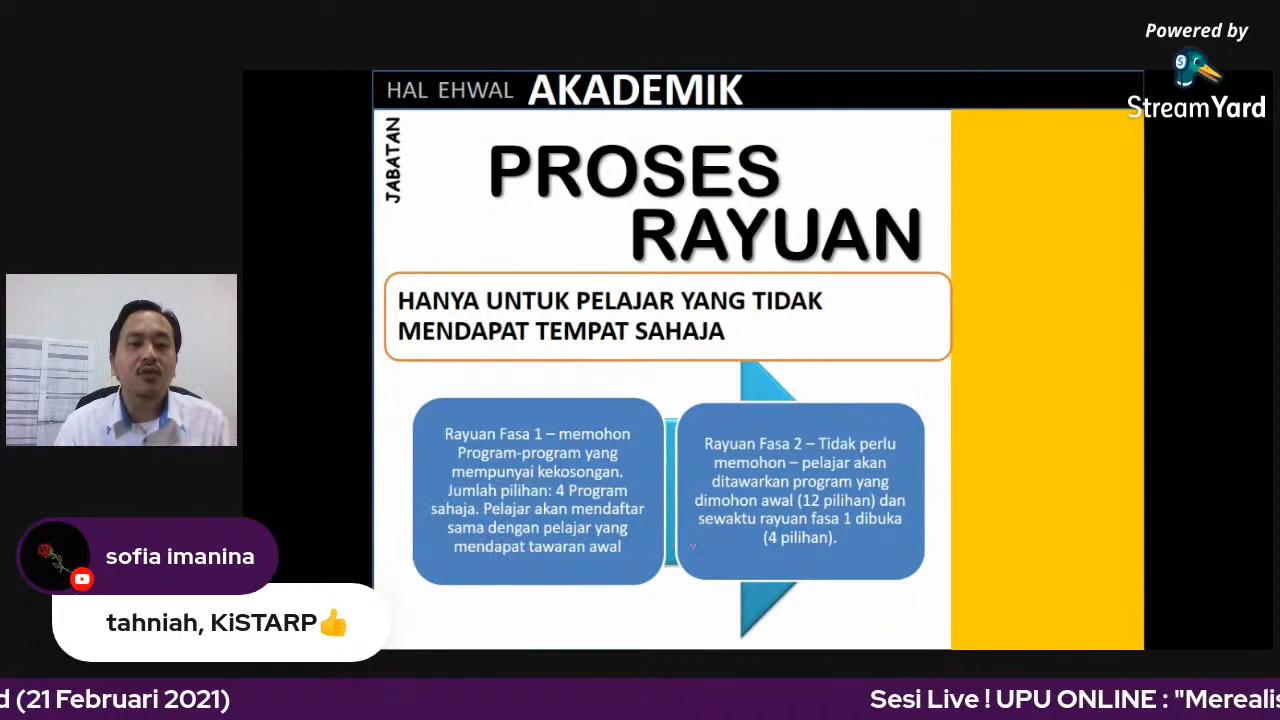 Powered by
StreamYard
HAL EHWAL AKADEMIK
JABATAN
PROSES
RAYUAN
HANYA UNTUK PELAJAR YANG TIDAK
MENDAPAT TEMPAT SAHAJA
Rayuan Fasa 1 – memohon
Program-program yang
mempunyai kekosongan.
Jumlah pilihan: 4 Program
sahaja. Pelajar akan mendaftar
sama dengan pelajar yang
mendapat tawaran awal
Rayuan Fasa 2 – Tidak perlu
memohon – pelajar akan
ditawarkan program yang
dimohon awal (12 pilihan) dan
sewaktu rayuan fasa 1 dibuka
(4 pilihan).
sofia imanina
tahniah, KiSTARP👍
d (21 Februari 2021)
Sesi Live ! UPU ONLINE : "Merealis